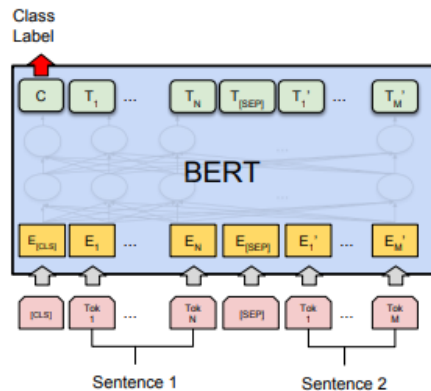 Class
Label
C T1 ... TN T[SEP] T1' ... TM'
...
...
BERT
E[CLS] E1 ... EN E[SEP] E1' ... EM'
[CLS] Tok 1 ... Tok N [SEP] Tok 1 ... Tok M
Sentence 1 Sentence 2